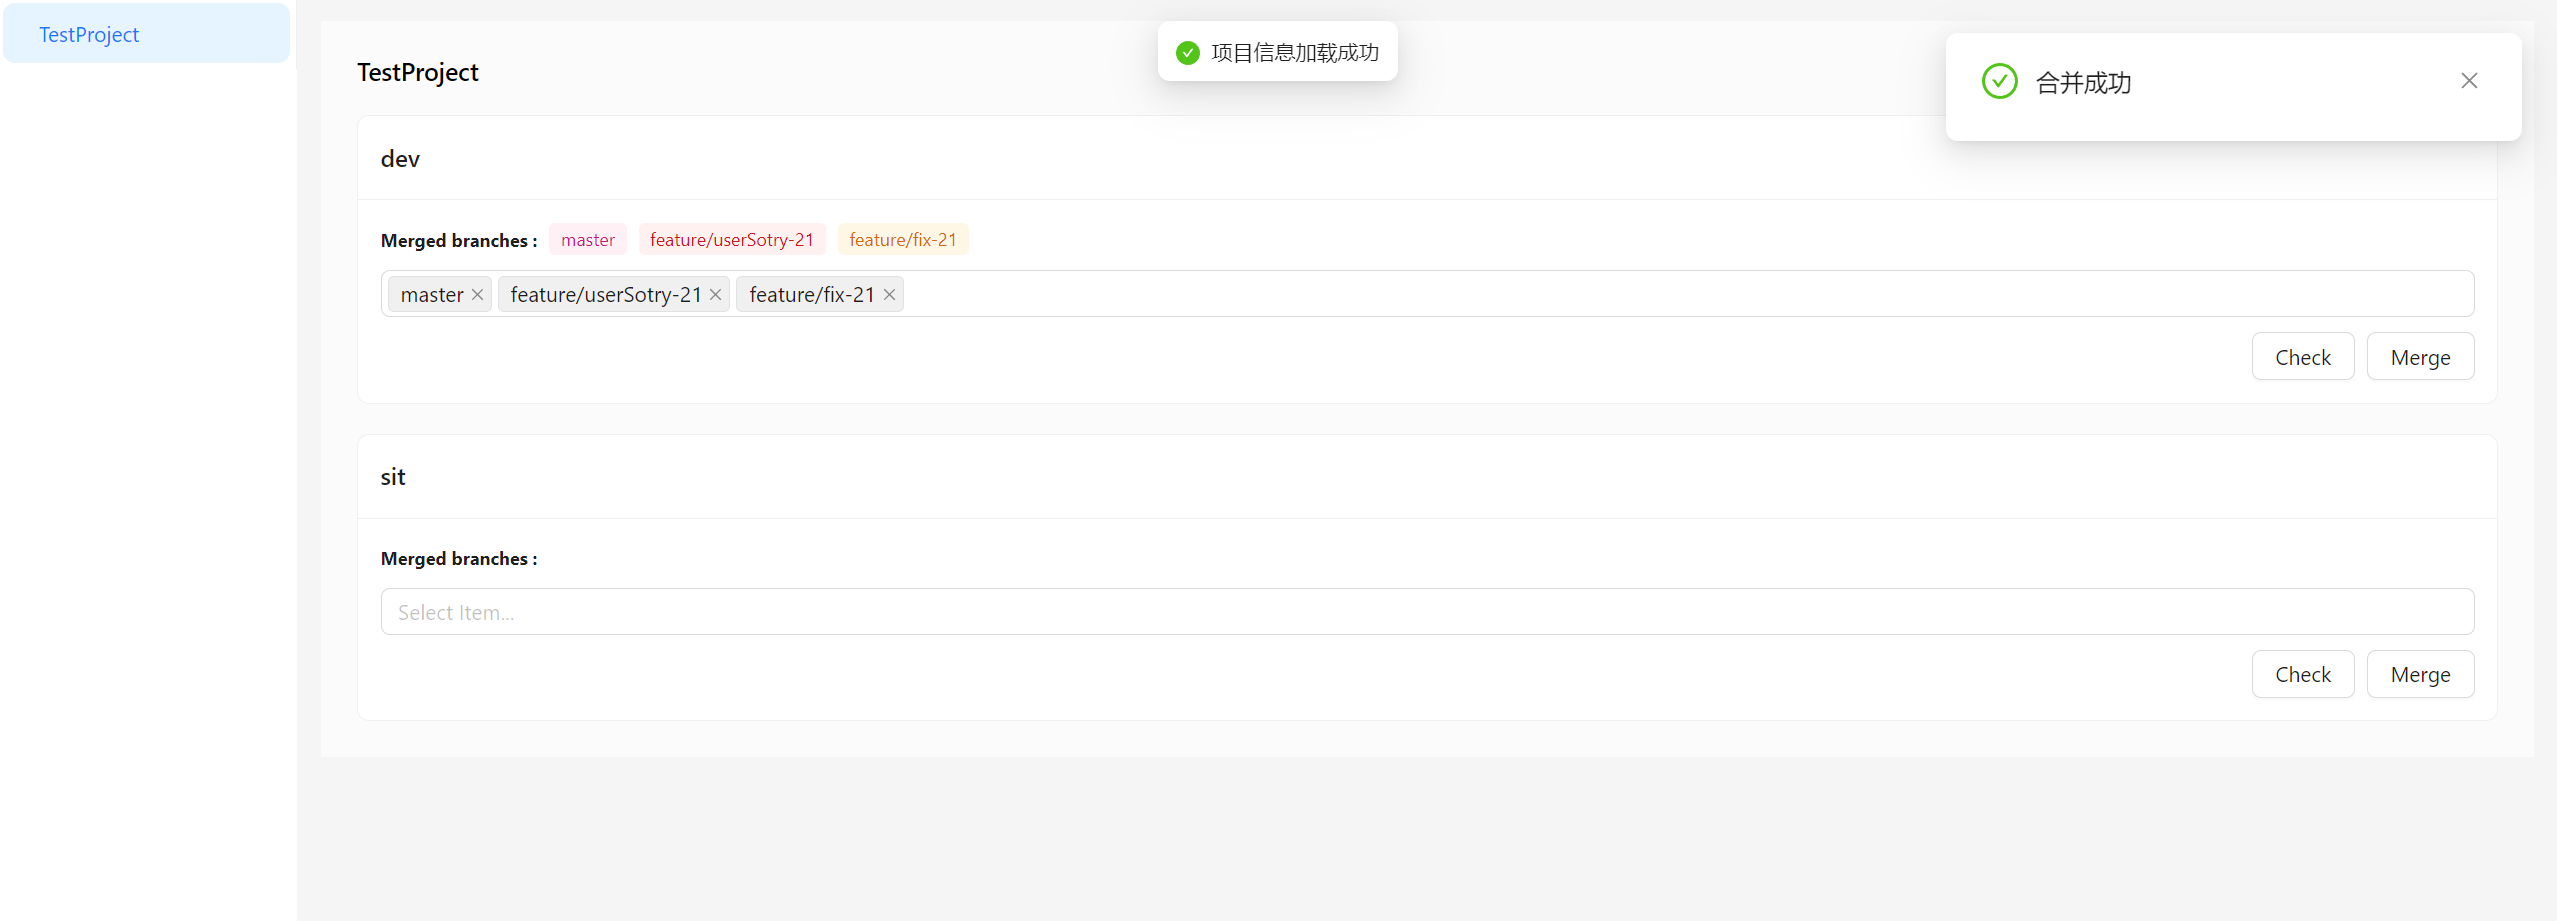 TestProject
项目信息加载成功
合并成功
TestProject
dev
Merged branches : master feature/userSotry-21 feature/fix-21
master feature/userSotry-21 feature/fix-21
Check Merge
sit
Merged branches :
Select Item...
Check Merge